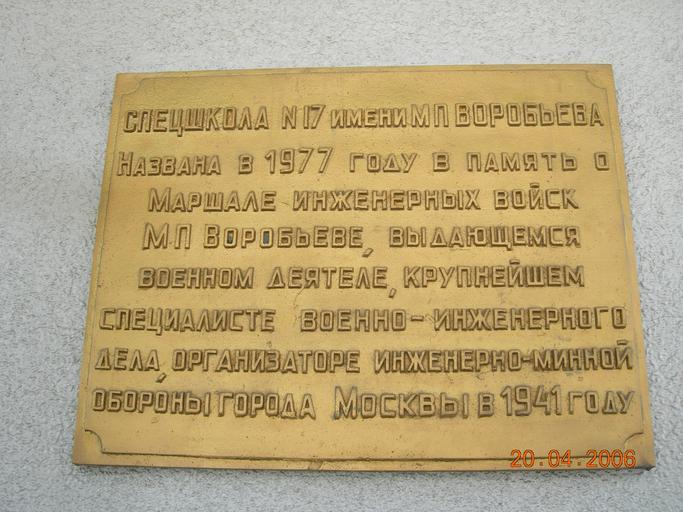 СПЕЦШКОЛА N 17 ИМЕНИ М П ВОРОБЬЕВА
НАЗВАНА В 1977 ГОДУ В ПАМЯТЬ О
МАРШАЛЕ ИНЖЕНЕРНЫХ ВОЙСК
М П ВОРОБЬЕВЕ, ВЫДАЮЩЕМСЯ
ВОЕННОМ ДЕЯТЕЛЕ, КРУПНЕЙШЕМ
СПЕЦИАЛИСТЕ ВОЕННО-ИНЖЕНЕРНОГО
ДЕЛА, ОРГАНИЗАТОРЕ ИНЖЕНЕРНО-МИННОЙ
ОБОРОНЫ ГОРОДА МОСКВЫ В 1941 ГОДУ
20.04.2006